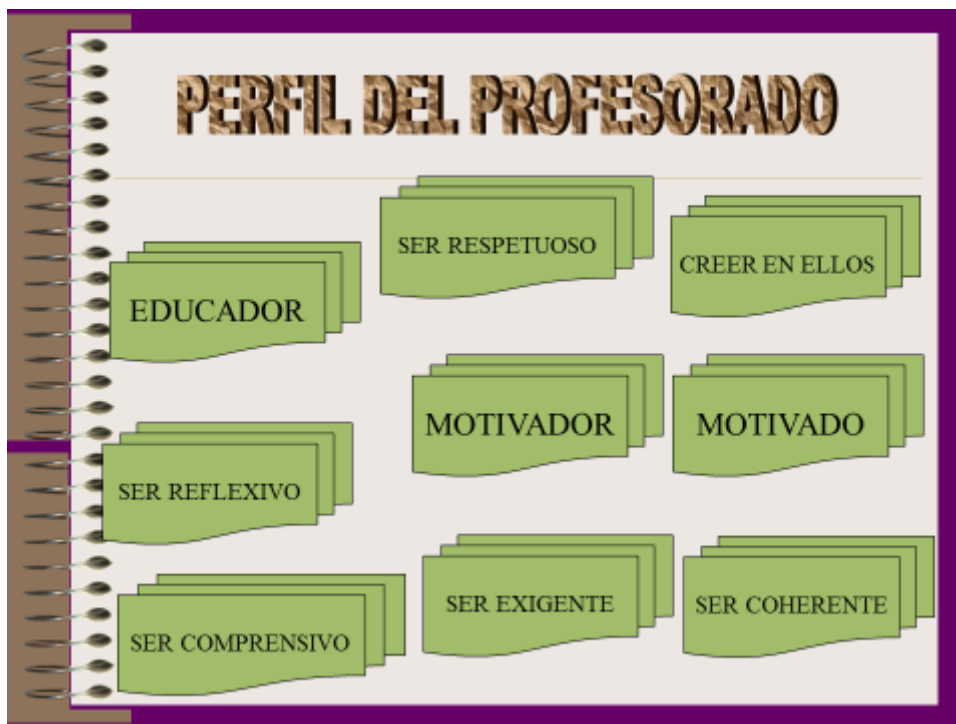 PERFIL DEL PROFESORADO
SER RESPETUOSO
CREER EN ELLOS
EDUCADOR
MOTIVADOR
MOTIVADO
SER REFLEXIVO
SER EXIGENTE
SER COHERENTE
SER COMPRENSIVO